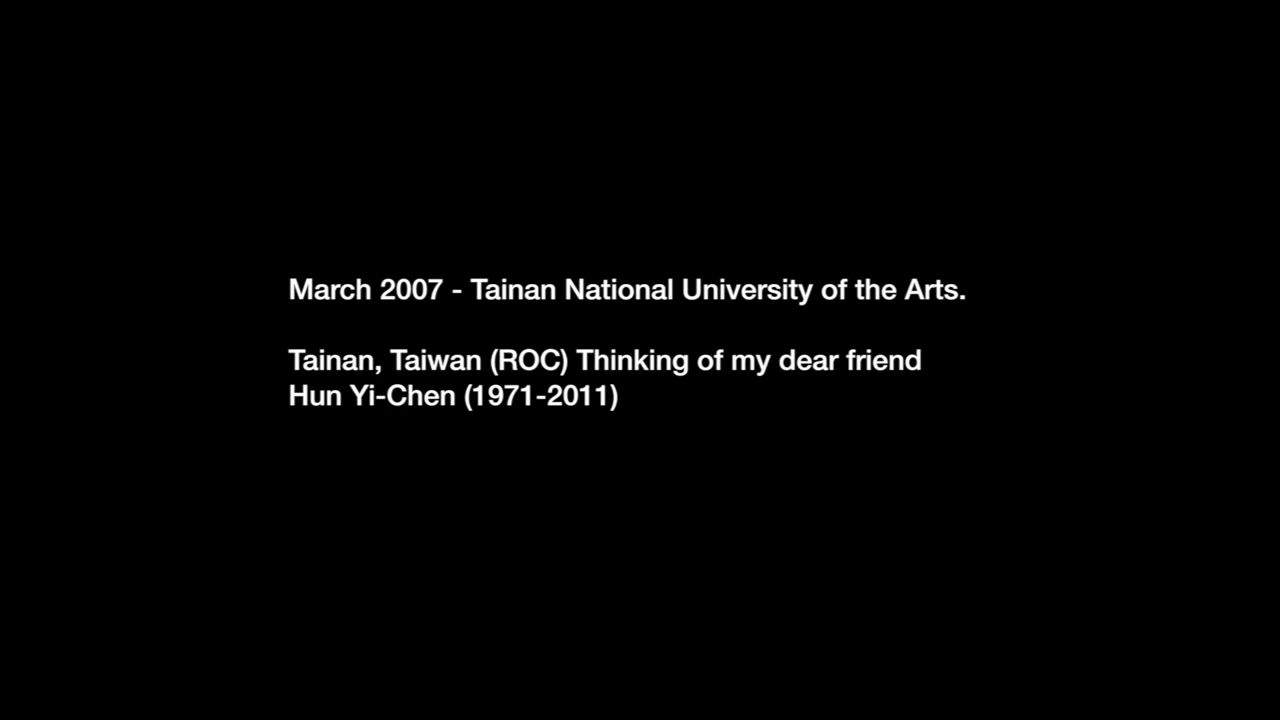 March 2007 - Tainan National University of the Arts.
Tainan, Taiwan (ROC) Thinking of my dear friend
Hun Yi-Chen (1971-2011)